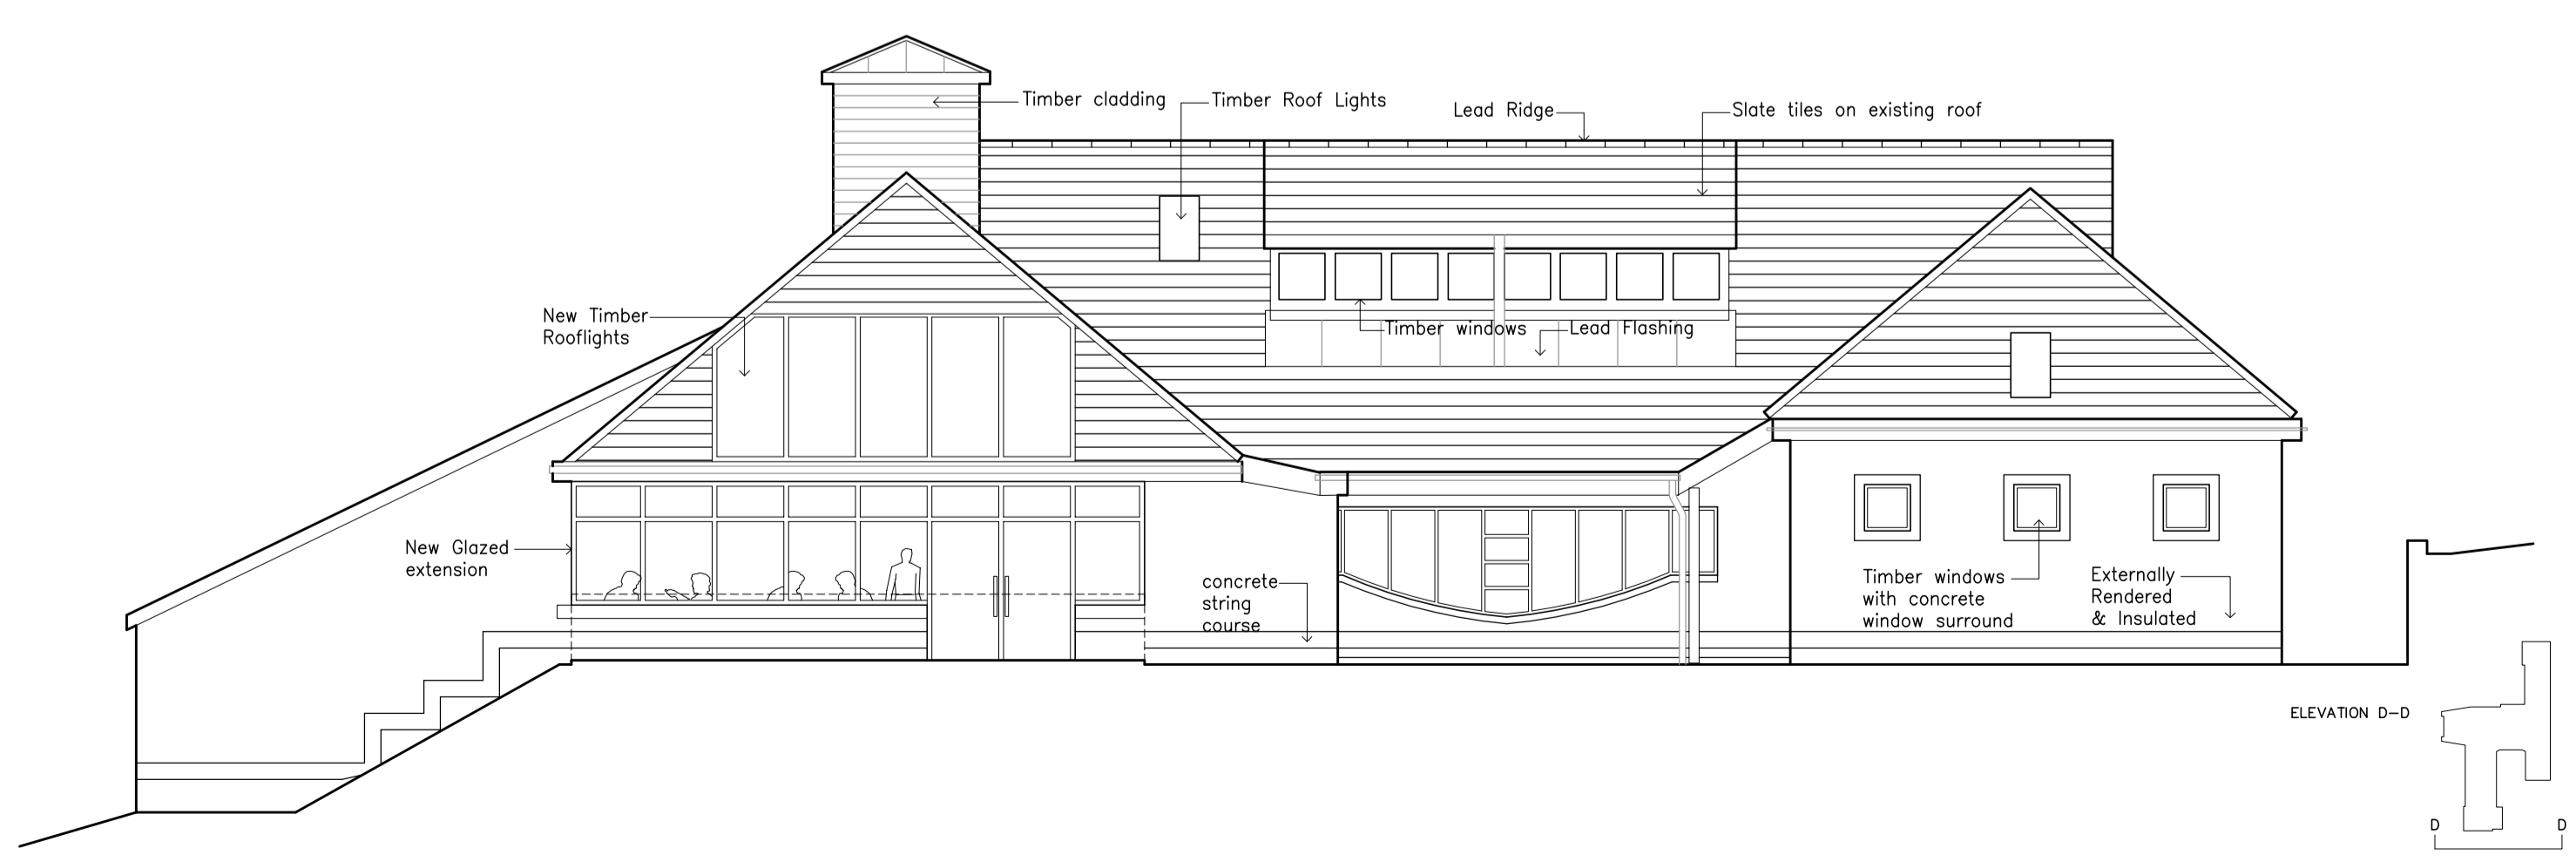 Timber cladding
Timber Roof Lights
Lead Ridge
Slate tiles on existing roof
New Timber
Rooflights
Timber windows
Lead Flashing
New Glazed
extension
concrete
string
course
Timber windows
with concrete
window surround
Externally
Rendered
& Insulated
ELEVATION D-D
D
D